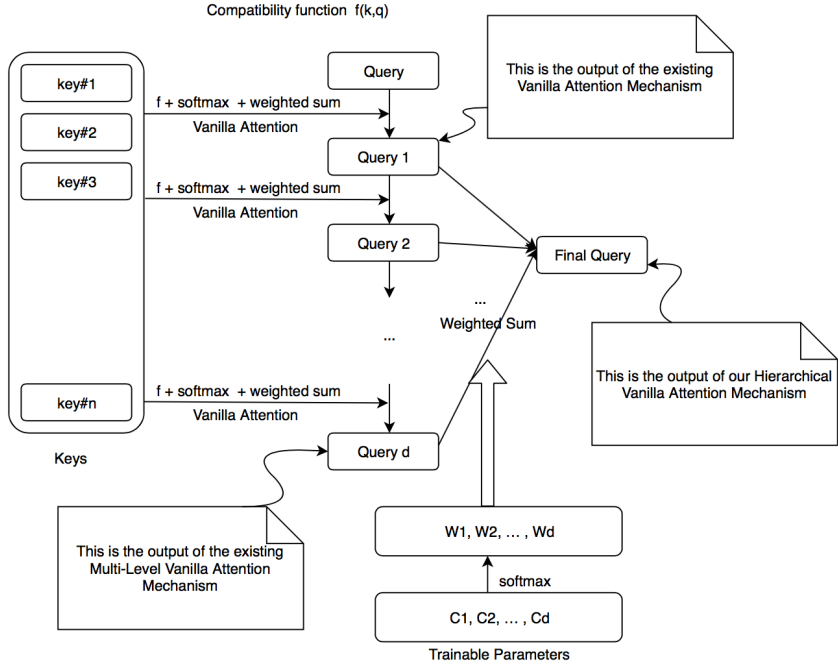 Compatibility function f(k,q)
key#1
key#2
key#3
key#n
Keys
f + softmax + weighted sum
Vanilla Attention
f + softmax + weighted sum
Vanilla Attention
f + softmax + weighted sum
Vanilla Attention
Query
Query 1
Query 2
...
Query d
This is the output of the existing
Vanilla Attention Mechanism
Final Query
...
Weighted Sum
This is the output of our Hierarchical
Vanilla Attention Mechanism
This is the output of the existing
Multi-Level Vanilla Attention
Mechanism
W1, W2, ... , Wd
softmax
C1, C2, ... , Cd
Trainable Parameters